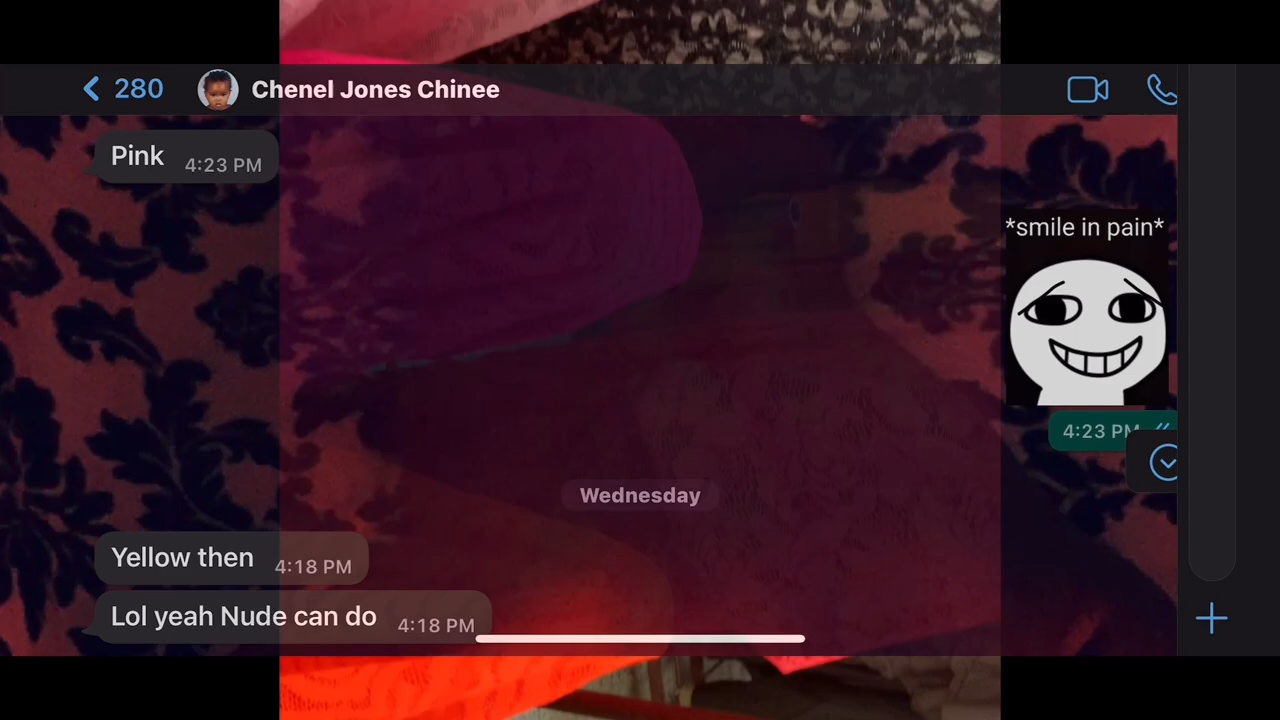 280
Chenel Jones Chinee
Pink 4:23 PM
*smile in pain*
4:23 PM
Wednesday
Yellow then 4:18 PM
Lol yeah Nude can do 4:18 PM